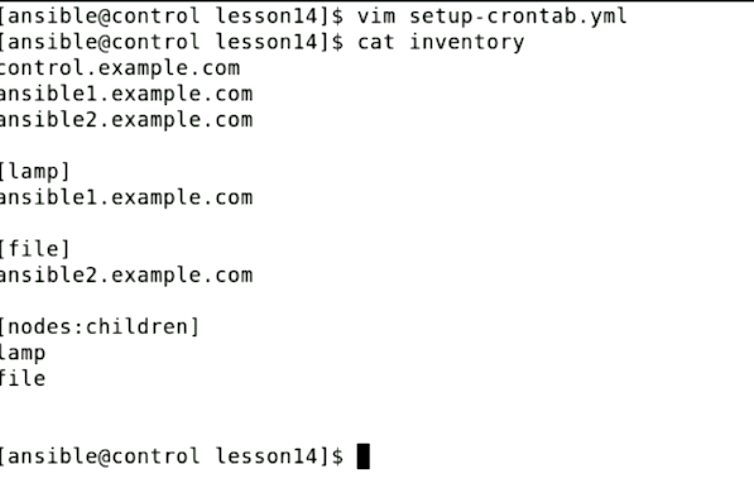 [ansible@control lesson14]$ vim setup-crontab.yml
[ansible@control lesson14]$ cat inventory
control.example.com
ansible1.example.com
ansible2.example.com
[lamp]
ansible1.example.com
[file]
ansible2.example.com
[nodes:children]
lamp
file
[ansible@control lesson14]$